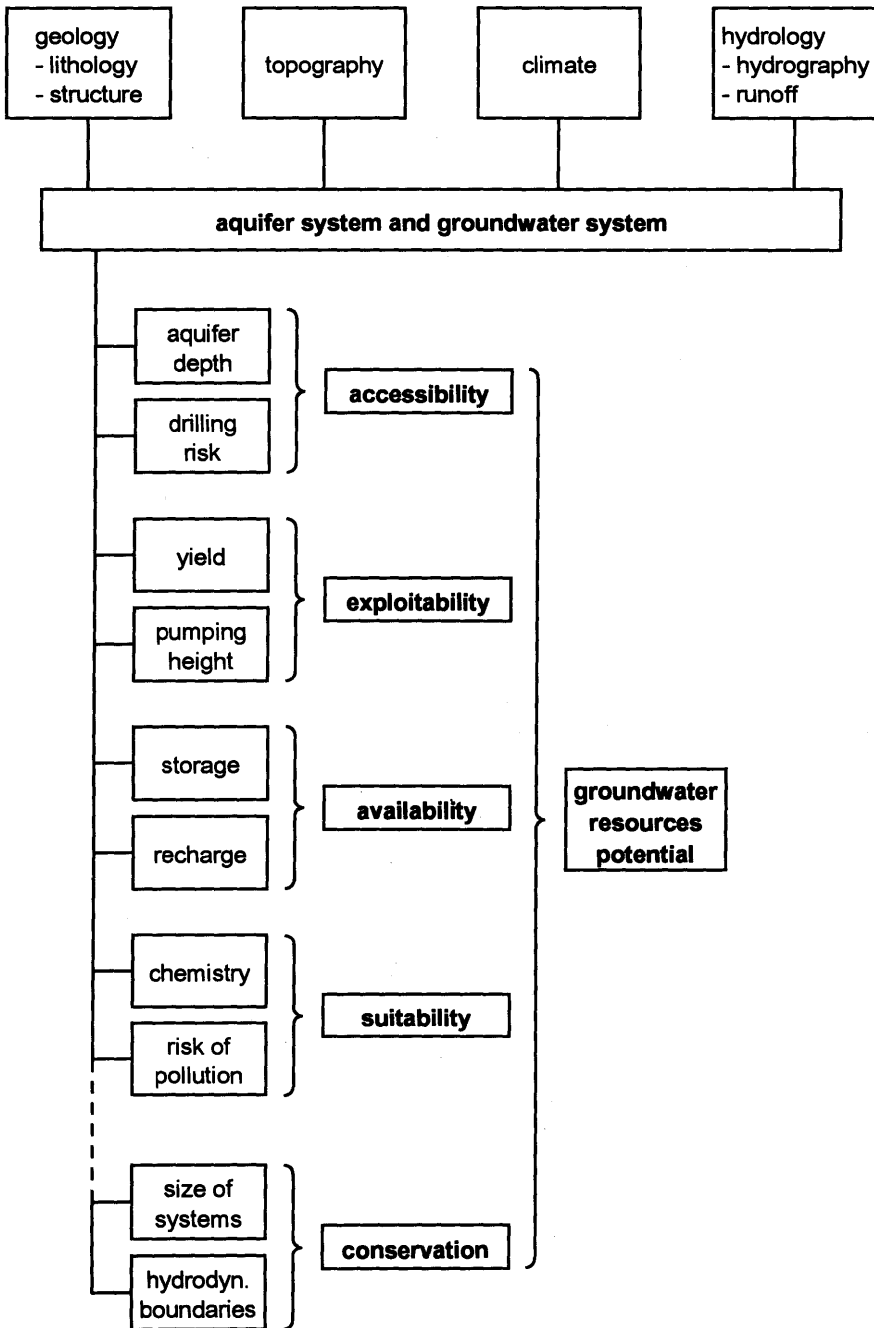 geology
- lithology
- structure
topography
climate
hydrology
- hydrography
- runoff
aquifer system and groundwater system
aquifer
depth
drilling
risk
accessibility
yield
pumping
height
exploitability
storage
recharge
availability
groundwater
resources
potential
chemistry
risk of
pollution
suitability
size of
systems
hydrodyn.
boundaries
conservation